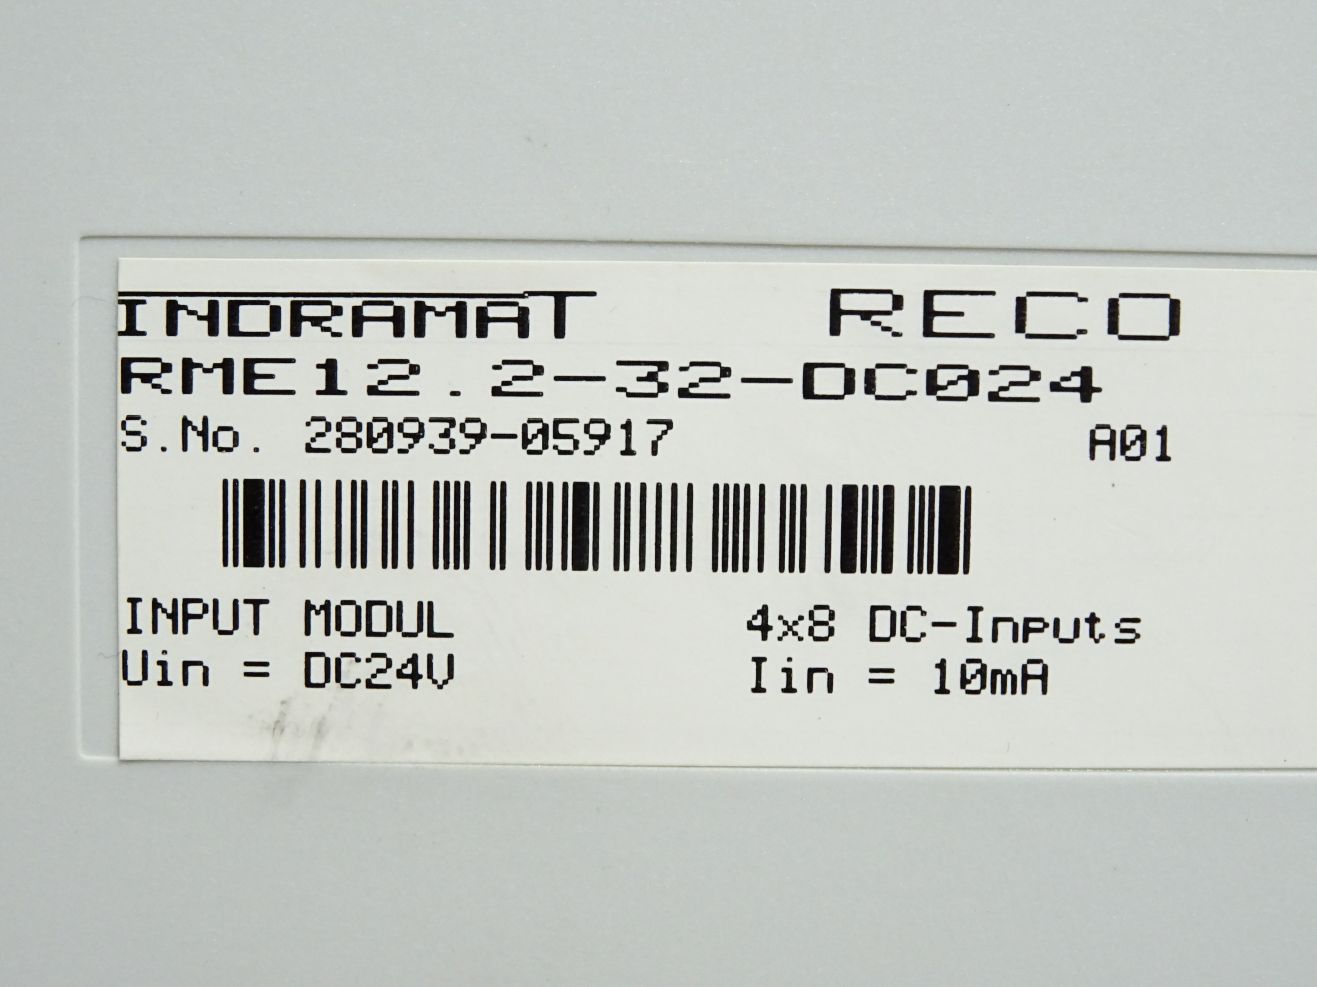 INDRAMAT RECO
RME12.2-32-DC024
S.No. 280939-05917 A01
INPUT MODUL 4x8 DC-Inputs
Uin = DC24V Iin = 10mA